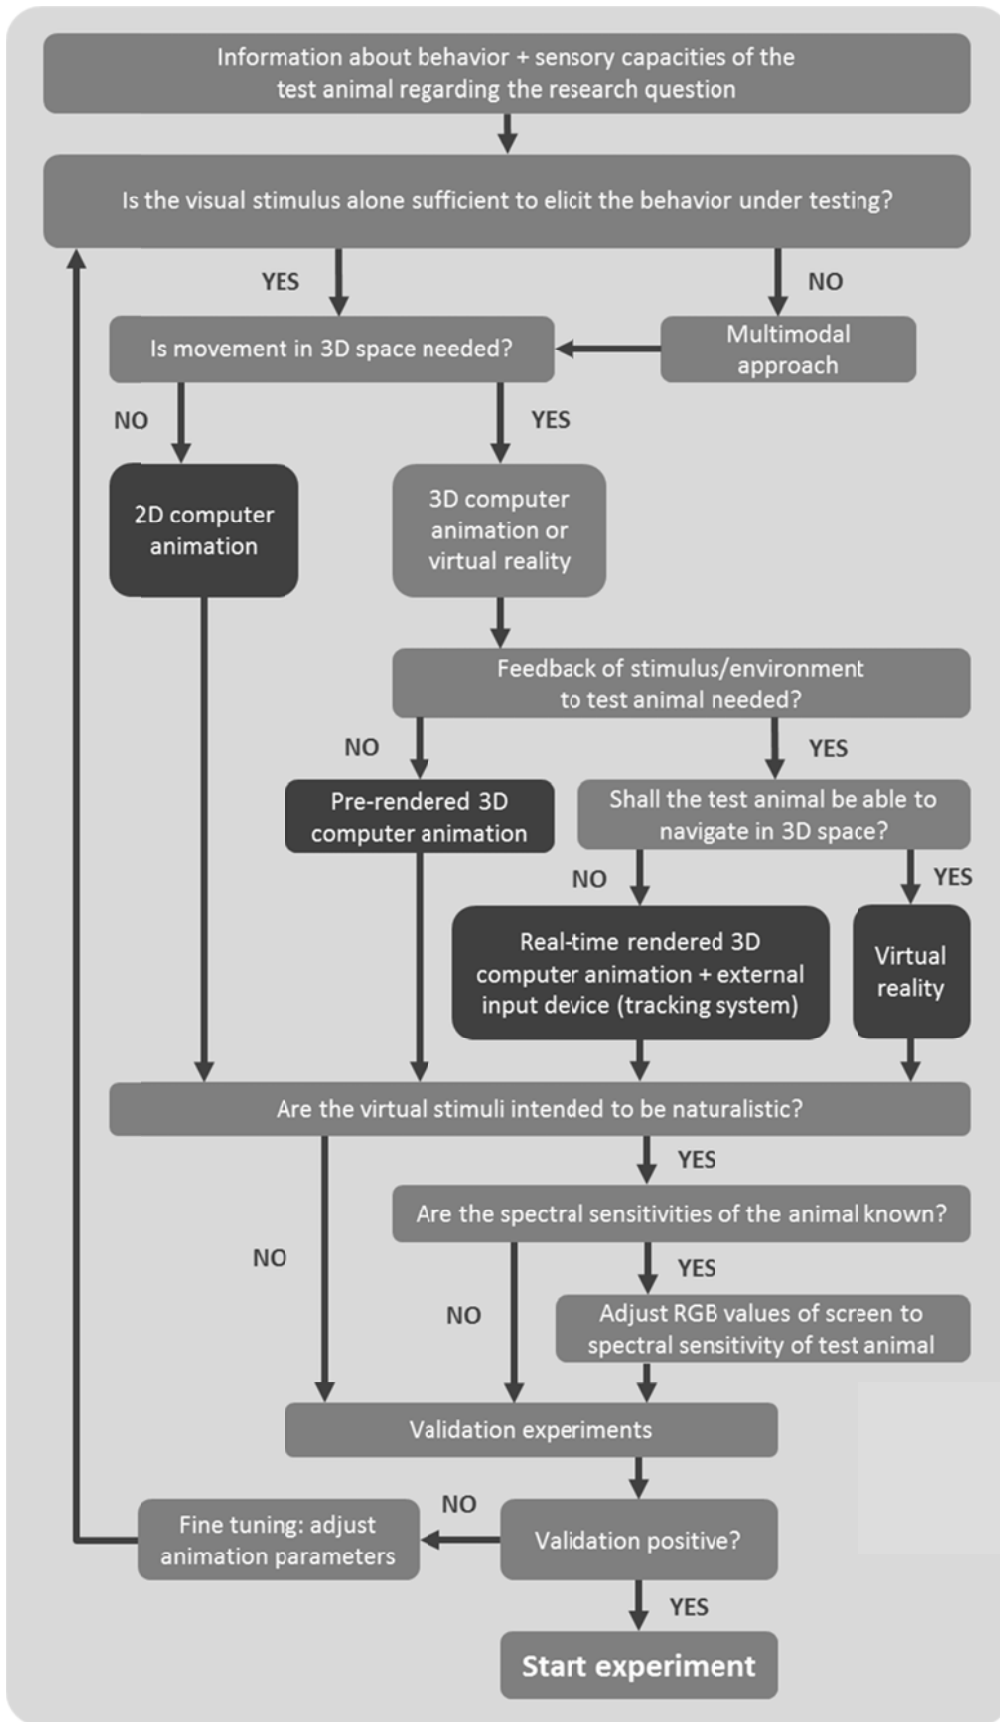 Information about behavior + sensory capacities of the
test animal regarding the research question
Is the visual stimulus alone sufficient to elicit the behavior under testing?
YES
NO
Is movement in 3D space needed?
Multimodal
approach
NO
YES
2D computer
animation
3D computer
animation or
virtual reality
Feedback of stimulus/environment
to test animal needed?
NO
YES
Pre-rendered 3D
computer animation
Shall the test animal be able to
navigate in 3D space?
NO
YES
Real-time rendered 3D
computer animation + external
input device (tracking system)
Virtual
reality
Are the virtual stimuli intended to be naturalistic?
YES
Are the spectral sensitivities of the animal known?
NO
YES
NO
Adjust RGB values of screen to
spectral sensitivity of test animal
Validation experiments
NO
Fine tuning: adjust
animation parameters
Validation positive?
YES
Start experiment